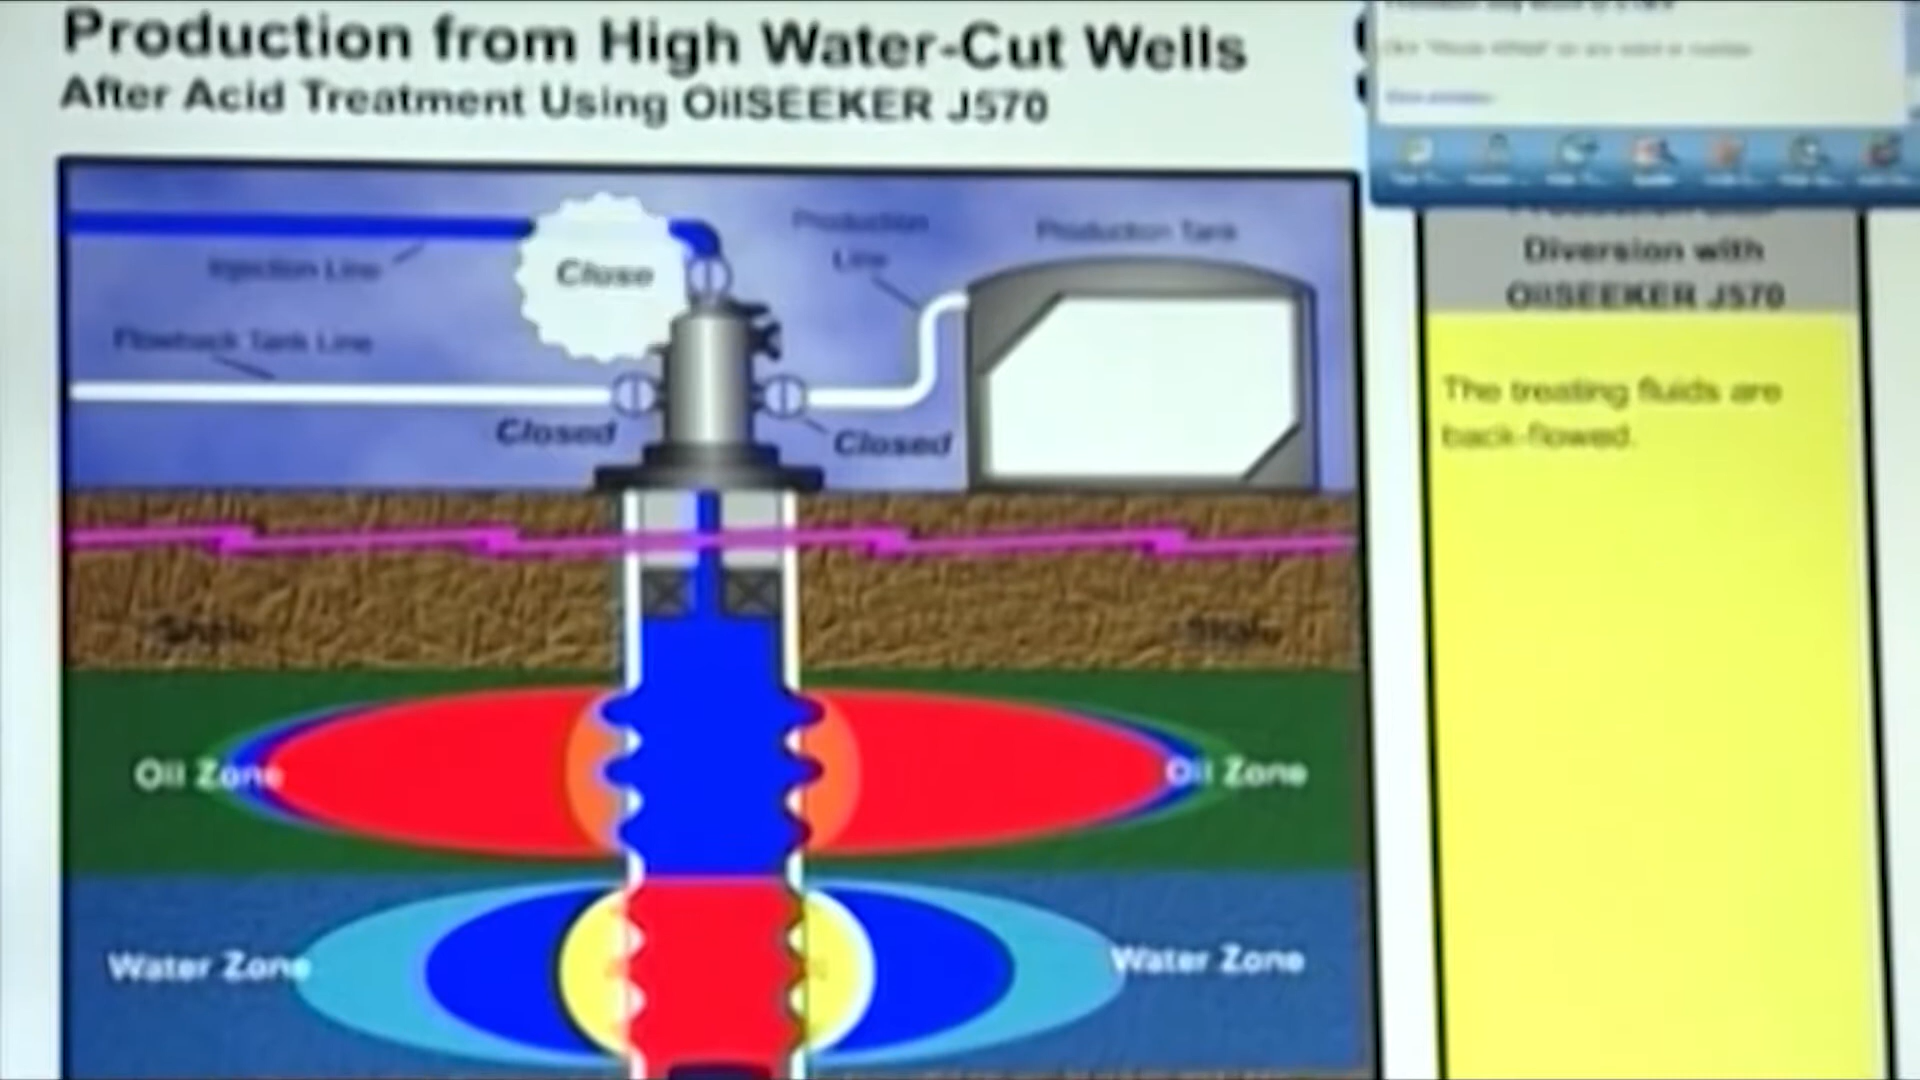 Production from High Water-Cut Wells
After Acid Treatment Using OilSEEKER J570
Close
Production
Line
Production Tank
Injection Line
Flowback Tank Line
Closed
Closed
Diversion with
OilSEEKER J570
The treating fluids are
back-flowed.
Oil Zone
Oil Zone
Water Zone
Water Zone